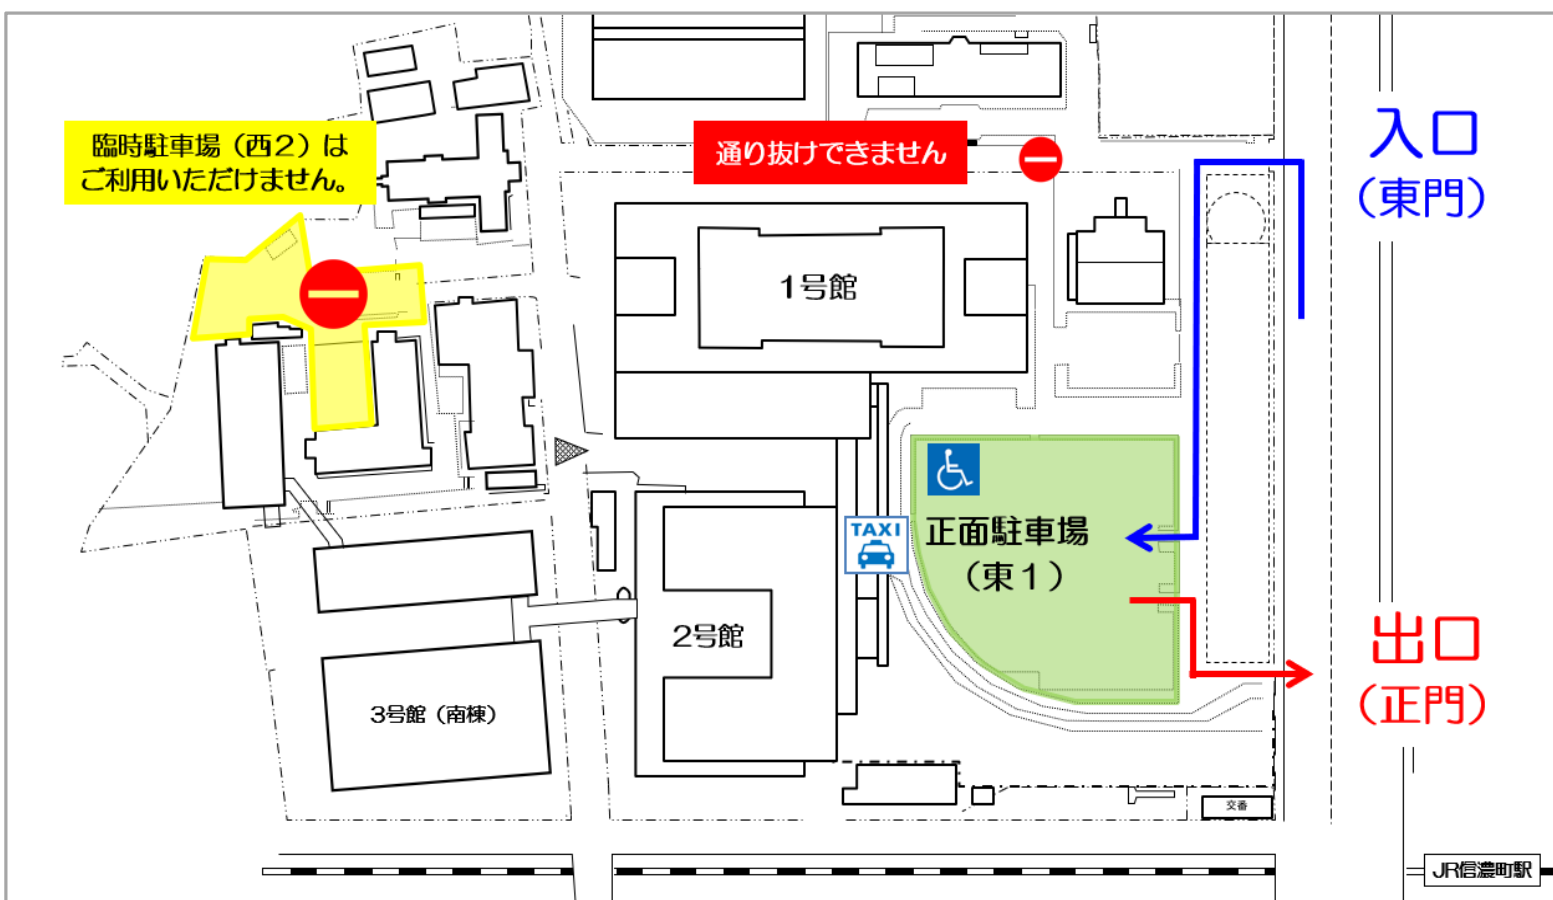 臨時駐車場（西２）は
ご利用いただけません。
通り抜けできません
入口
（東門）
1号館
TAXI
正面駐車場
（東１）
2号館
出口
（正門）
3号館（南棟）
交番
JR信濃町駅